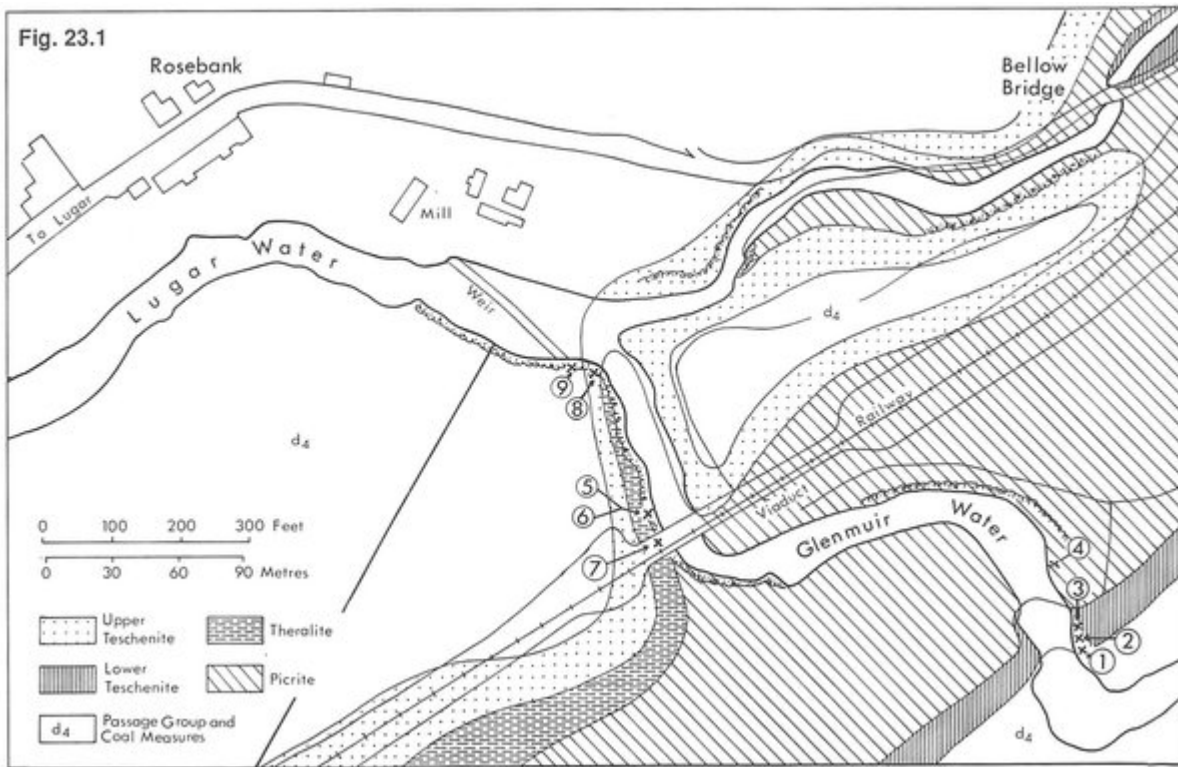 Fig. 23.1
Rosebank
Bellow
Bridge
To Lugar
Mill
Lugar Water
Weir
d4
Railway
Viaduct
Glenmuir Water
9
8
5
6
7
4
3
2
1
d4
d4
0 100 200 300 Feet
0 30 60 90 Metres
Upper
Teschenite
Theralite
Lower
Teschenite
Picrite
d4
Passage Group and
Coal Measures